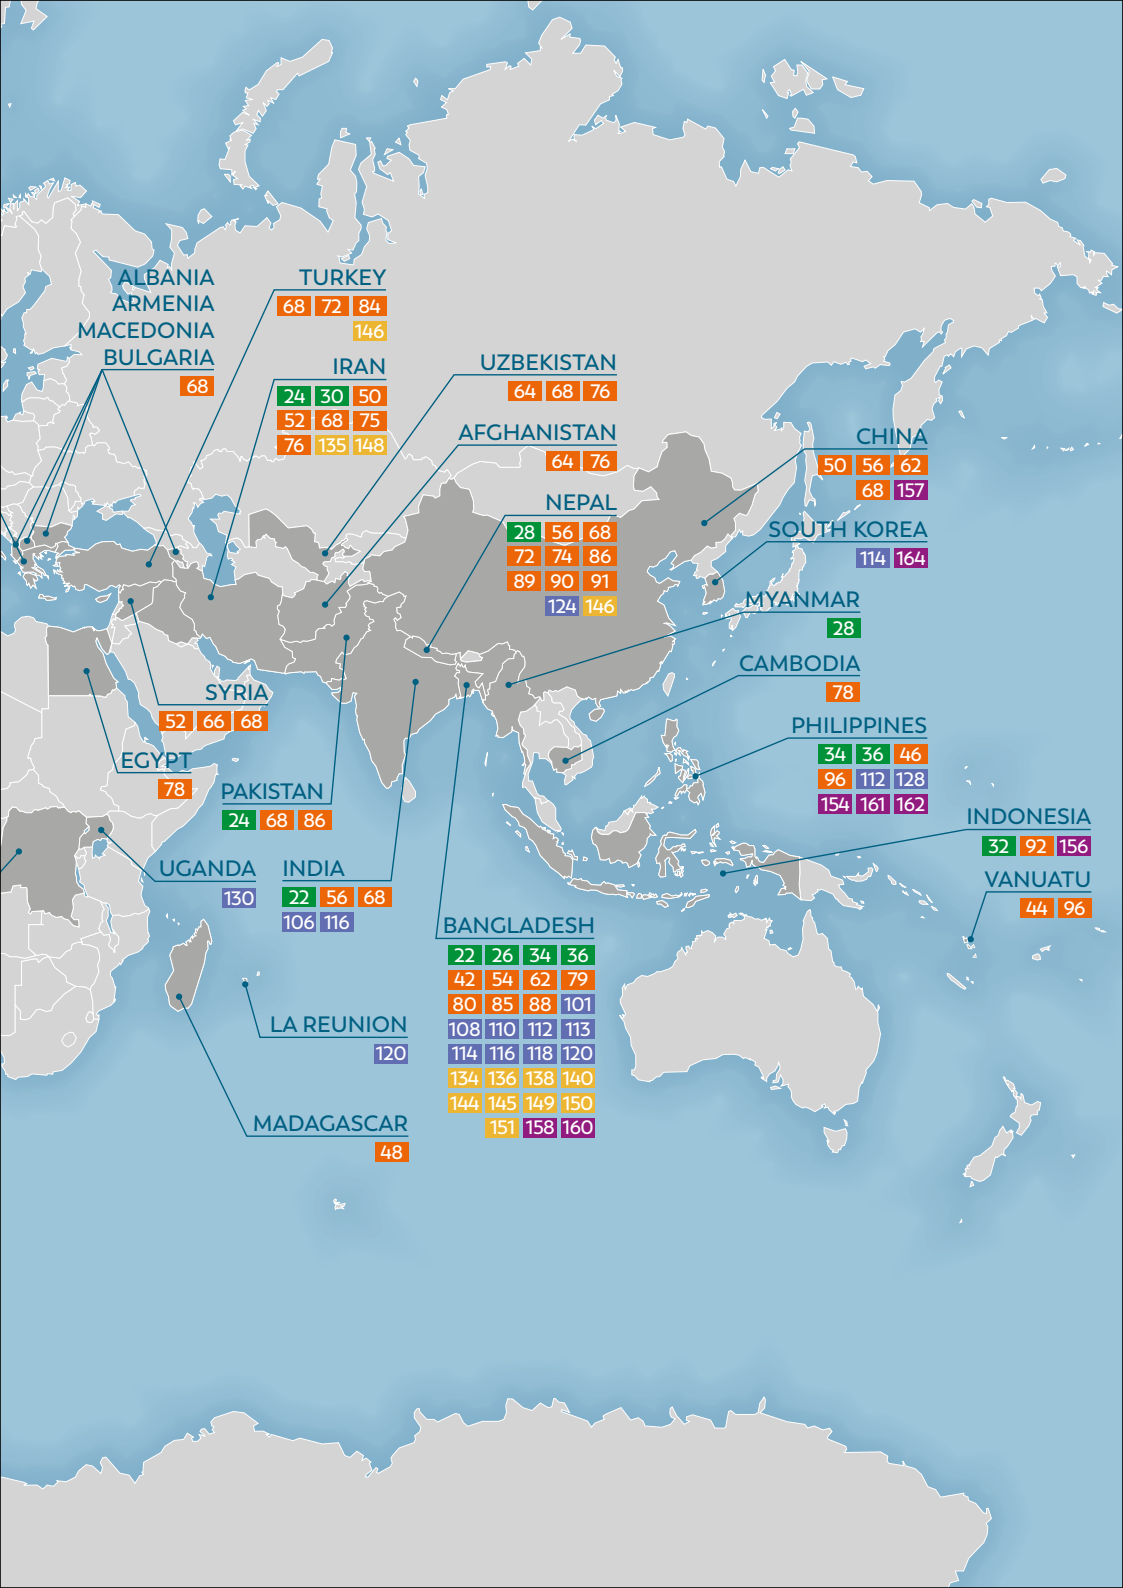 ALBANIA
ARMENIA
MACEDONIA
BULGARIA
68
TURKEY
68 72 84
146
IRAN
24 30 50
52 68 75
76 135 148
UZBEKISTAN
64 68 76
AFGHANISTAN
64 76
NEPAL
28 56 68
72 74 86
89 90 91
124 146
CHINA
50 56 62
68 157
SOUTH KOREA
114 164
MYANMAR
28
CAMBODIA
78
PHILIPPINES
34 36 46
96 112 128
154 161 162
INDONESIA
32 92 156
VANUATU
44 96
SYRIA
52 66 68
EGYPT
78
PAKISTAN
24 68 86
UGANDA
130
INDIA
22 56 68
106 116
BANGLADESH
22 26 34 36
42 54 62 79
80 85 88 101
108 110 112 113
114 116 118 120
134 136 138 140
144 145 149 150
151 158 160
LA REUNION
120
MADAGASCAR
48